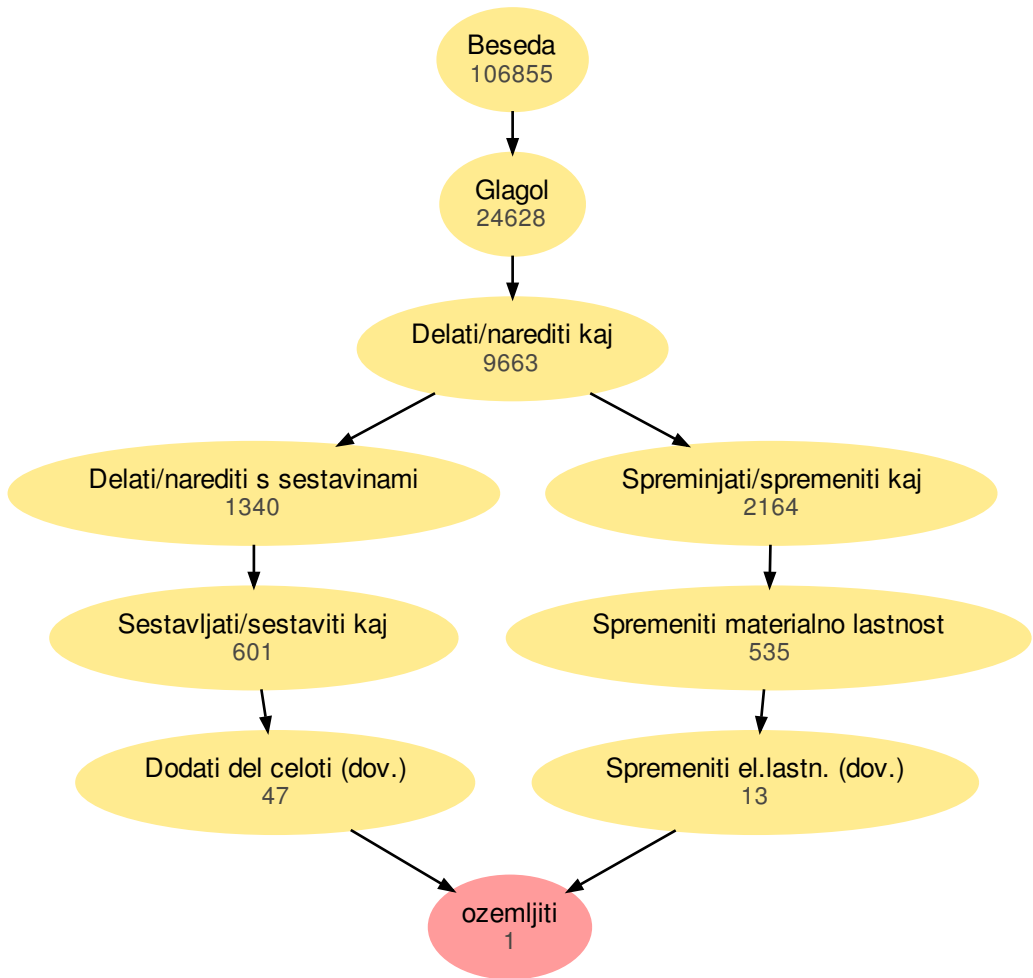 Beseda
106855
Glagol
24628
Delati/narediti kaj
9663
Delati/narediti s sestavinami
1340
Spreminjati/spremeniti kaj
2164
Sestavljati/sestaviti kaj
601
Spremeniti materialno lastnost
535
Dodati del celoti (dov.)
47
Spremeniti el.lastn. (dov.)
13
ozemljiti
1